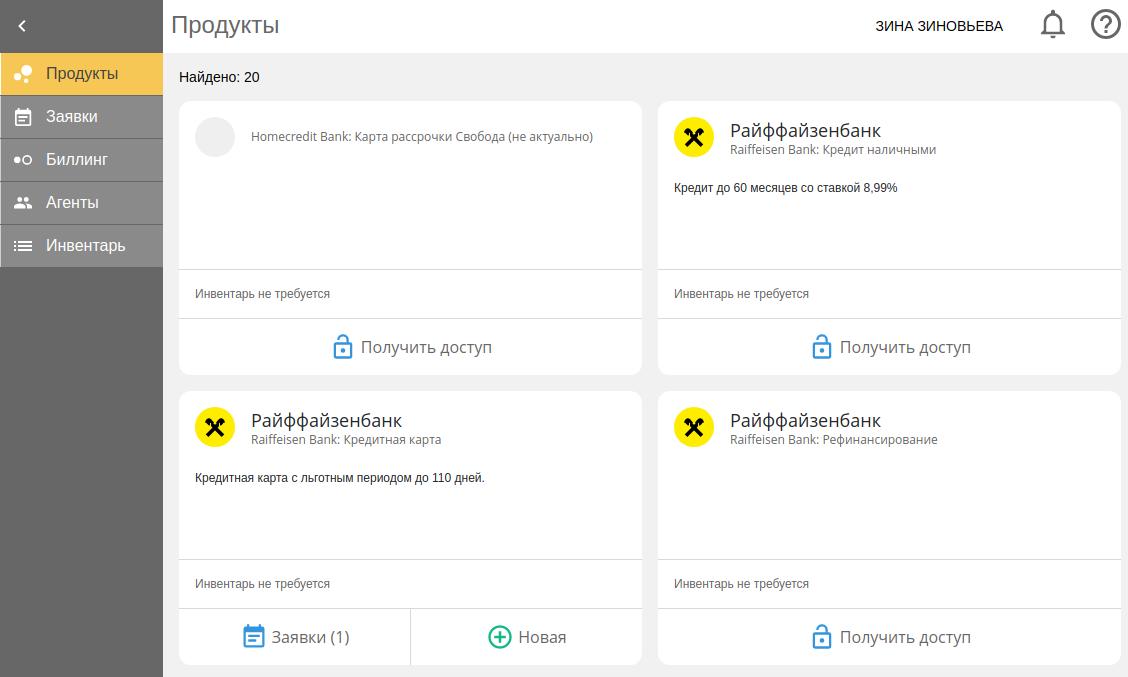 Продукты
ЗИНА ЗИНОВЬЕВА
Продукты
Заявки
Биллинг
Агенты
Инвентарь
Найдено: 20
Homecredit Bank: Карта рассрочки Свобода (не актуально)
Инвентарь не требуется
Получить доступ
Райффайзенбанк
Raiffeisen Bank: Кредит наличными
Кредит до 60 месяцев со ставкой 8,99%
Инвентарь не требуется
Получить доступ
Райффайзенбанк
Raiffeisen Bank: Кредитная карта
Кредитная карта с льготным периодом до 110 дней.
Инвентарь не требуется
Заявки (1)
Новая
Райффайзенбанк
Raiffeisen Bank: Рефинансирование
Инвентарь не требуется
Получить доступ